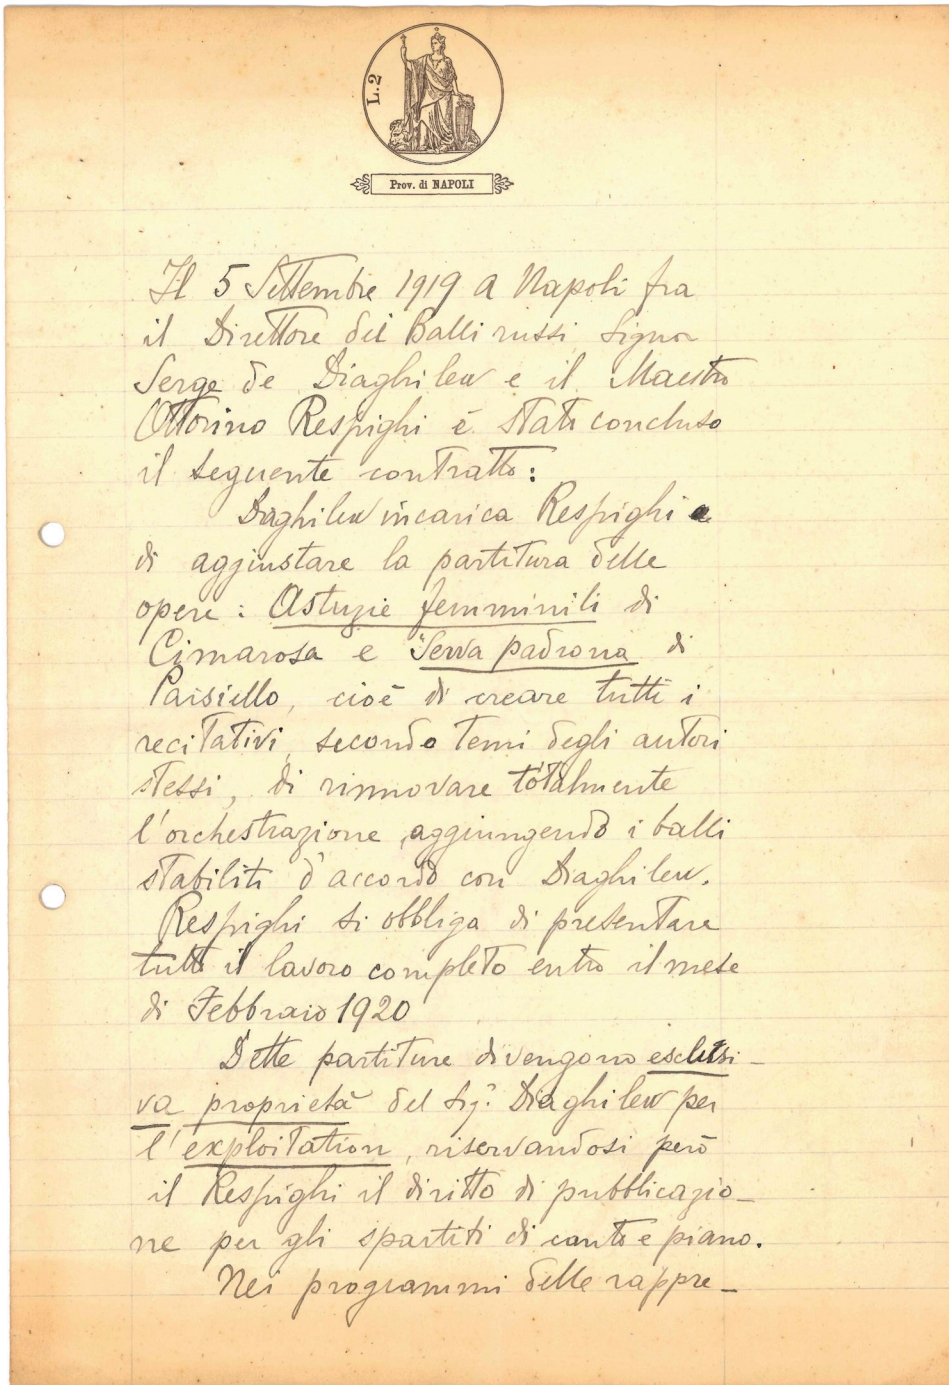 L.2
Prov. di NAPOLI
Il 5 Settembre 1919 a Napoli fra
il Direttore dei Balli russi Signor
Serge de Diaghilew e il Maestro
Ottorino Respighi è stato concluso
il seguente contratto:
Diaghilew incarica Respighi
di aggiustare la partitura delle
opere: Astuzie femminili di
Cimarosa e Serva padrona di
Paisiello, cioè di creare tutti i
recitativi, secondo temi degli autori
stessi, di rinnovare totalmente
l'orchestrazione aggiungendo i balli
stabiliti d'accordo con Diaghilew.
Respighi si obbliga di presentare
tutto il lavoro completo entro il mese
di Febbraio 1920
Dette partiture divengono esclusi-
va proprietà del Sig. Diaghilew per
l'exploitation, riservandosi però
il Respighi il diritto di pubblicazio-
ne per gli spartiti di canto e piano.
Nei programmi delle rappre-